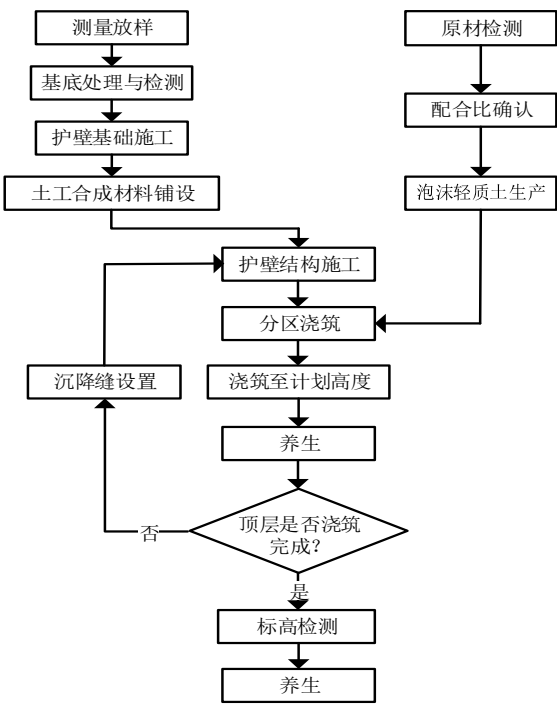 测量放样
原材检测
基底处理与检测
配合比确认
护壁基础施工
土工合成材料铺设
泡沫轻质土生产
护壁结构施工
分区浇筑
沉降缝设置
浇筑至计划高度
养生
顶层是否浇筑
完成？
否
是
标高检测
养生